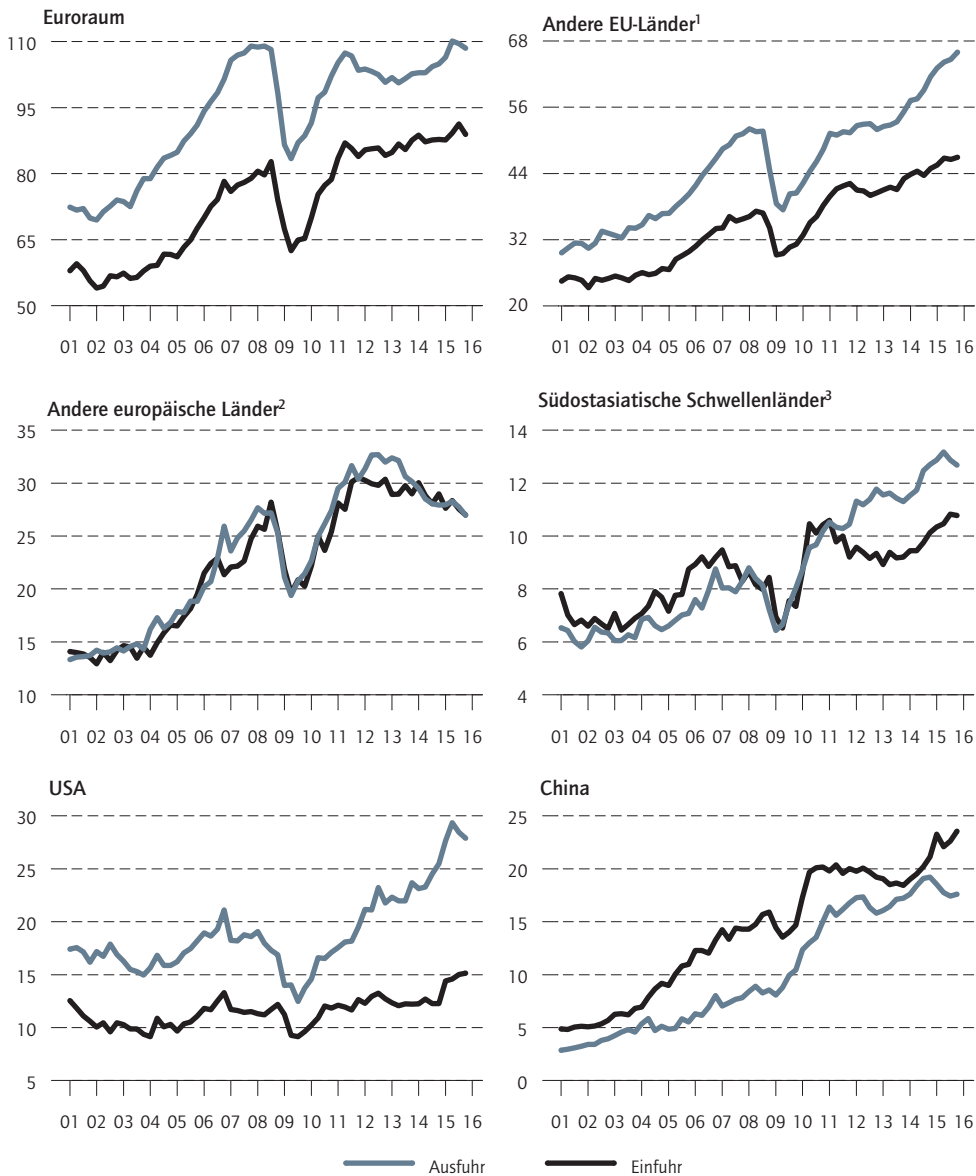 Euroraum
110
95
80
65
50
01 02 03 04 05 06 07 08 09 10 11 12 13 14 15 16
Andere EU-Länder¹
68
56
44
32
20
01 02 03 04 05 06 07 08 09 10 11 12 13 14 15 16
Andere europäische Länder²
35
30
25
20
15
10
01 02 03 04 05 06 07 08 09 10 11 12 13 14 15 16
Südostasiatische Schwellenländer³
14
12
10
8
6
4
01 02 03 04 05 06 07 08 09 10 11 12 13 14 15 16
USA
30
25
20
15
10
5
01 02 03 04 05 06 07 08 09 10 11 12 13 14 15 16
China
25
20
15
10
5
0
01 02 03 04 05 06 07 08 09 10 11 12 13 14 15 16
Ausfuhr Einfuhr